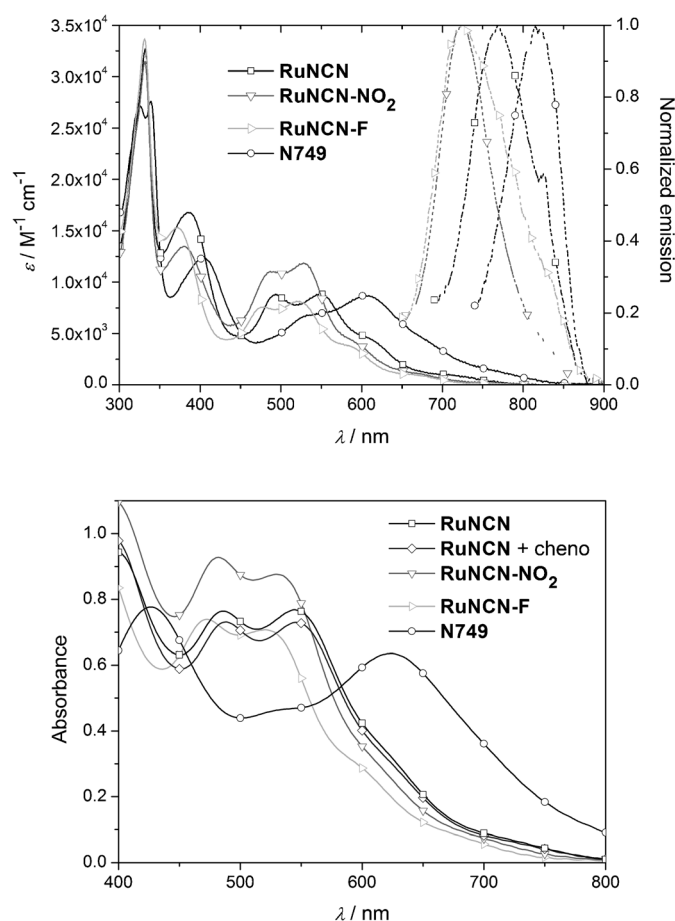 3.5x10⁴
3.0x10⁴
2.5x10⁴
2.0x10⁴
1.5x10⁴
1.0x10⁴
5.0x10³
0.0
ε / M⁻¹ cm⁻¹
RuNCN
RuNCN-NO₂
RuNCN-F
N749
1.0
0.8
0.6
0.4
0.2
0.0
Normalized emission
300 400 500 600 700 800 900
λ / nm
1.0
0.8
0.6
0.4
0.2
0.0
Absorbance
RuNCN
RuNCN + cheno
RuNCN-NO₂
RuNCN-F
N749
400 500 600 700 800
λ / nm